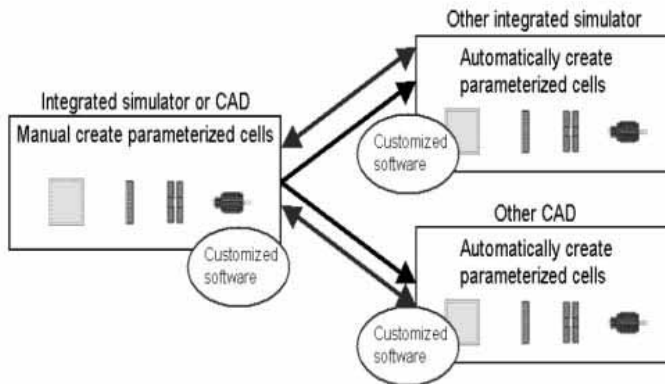 Integrated simulator or CAD
Manual create parameterized cells
Customized
software
Other integrated simulator
Automatically create
parameterized cells
Customized
software
Other CAD
Automatically create
parameterized cells
Customized
software